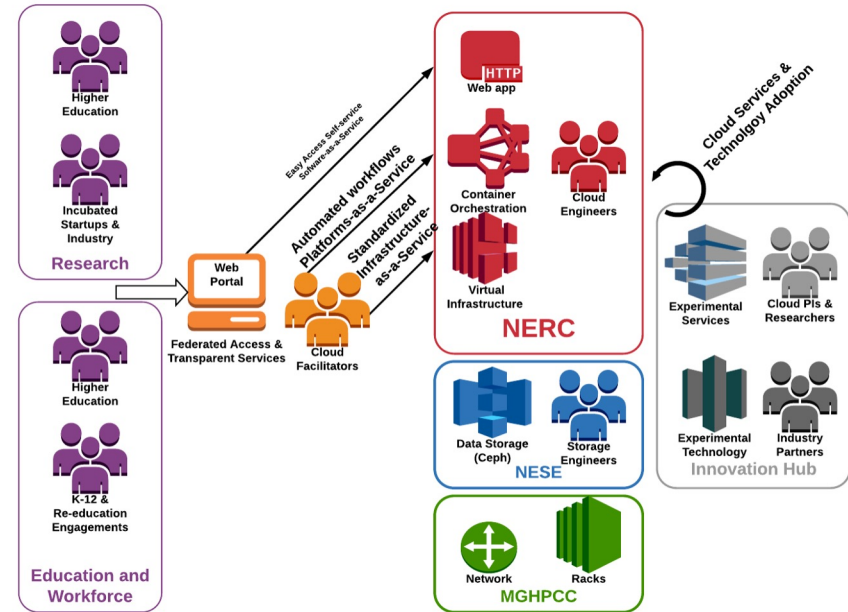 Higher
Education
Incubated
Startups &
Industry
Research
Higher
Education
K-12 &
Re-education
Engagements
Education and
Workforce
Web
Portal
Federated Access &
Transparent Services
Cloud
Facilitators
Easy Access Self-service
Sofware-as-a-Service
Automated workflows
Platforms-as-a-Service
Standardized
Infrastructure-
as-a-Service
HTTP
Web app
Container
Orchestration
Cloud
Engineers
Virtual
Infrastructure
NERC
Data Storage
(Ceph)
Storage
Engineers
NESE
Network
Racks
MGHPCC
Cloud Services &
Technolgoy Adoption
Experimental
Services
Cloud PIs &
Researchers
Experimental
Technology
Industry
Partners
Innovation Hub